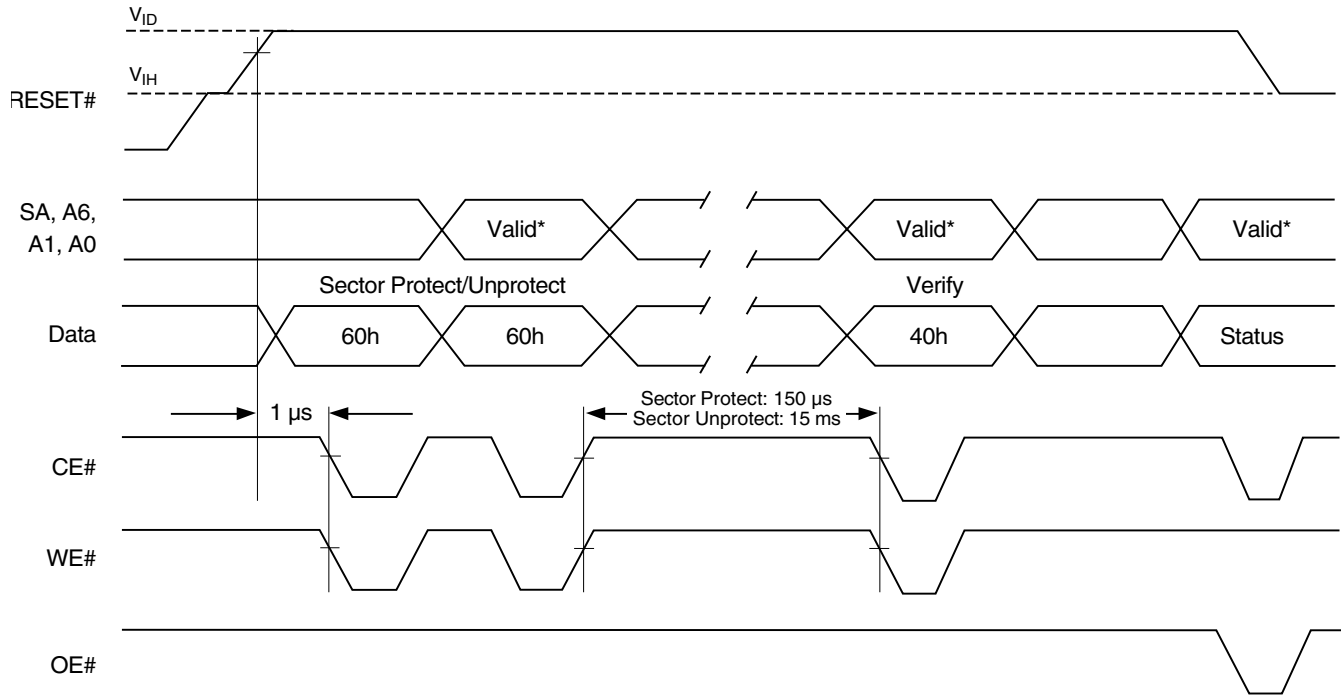 VID
VIH
RESET#
SA, A6,
A1, A0
Valid*
Valid*
Valid*
Sector Protect/Unprotect
Verify
Data
60h
60h
40h
Status
1 µs
Sector Protect: 150 µs
Sector Unprotect: 15 ms
CE#
WE#
OE#